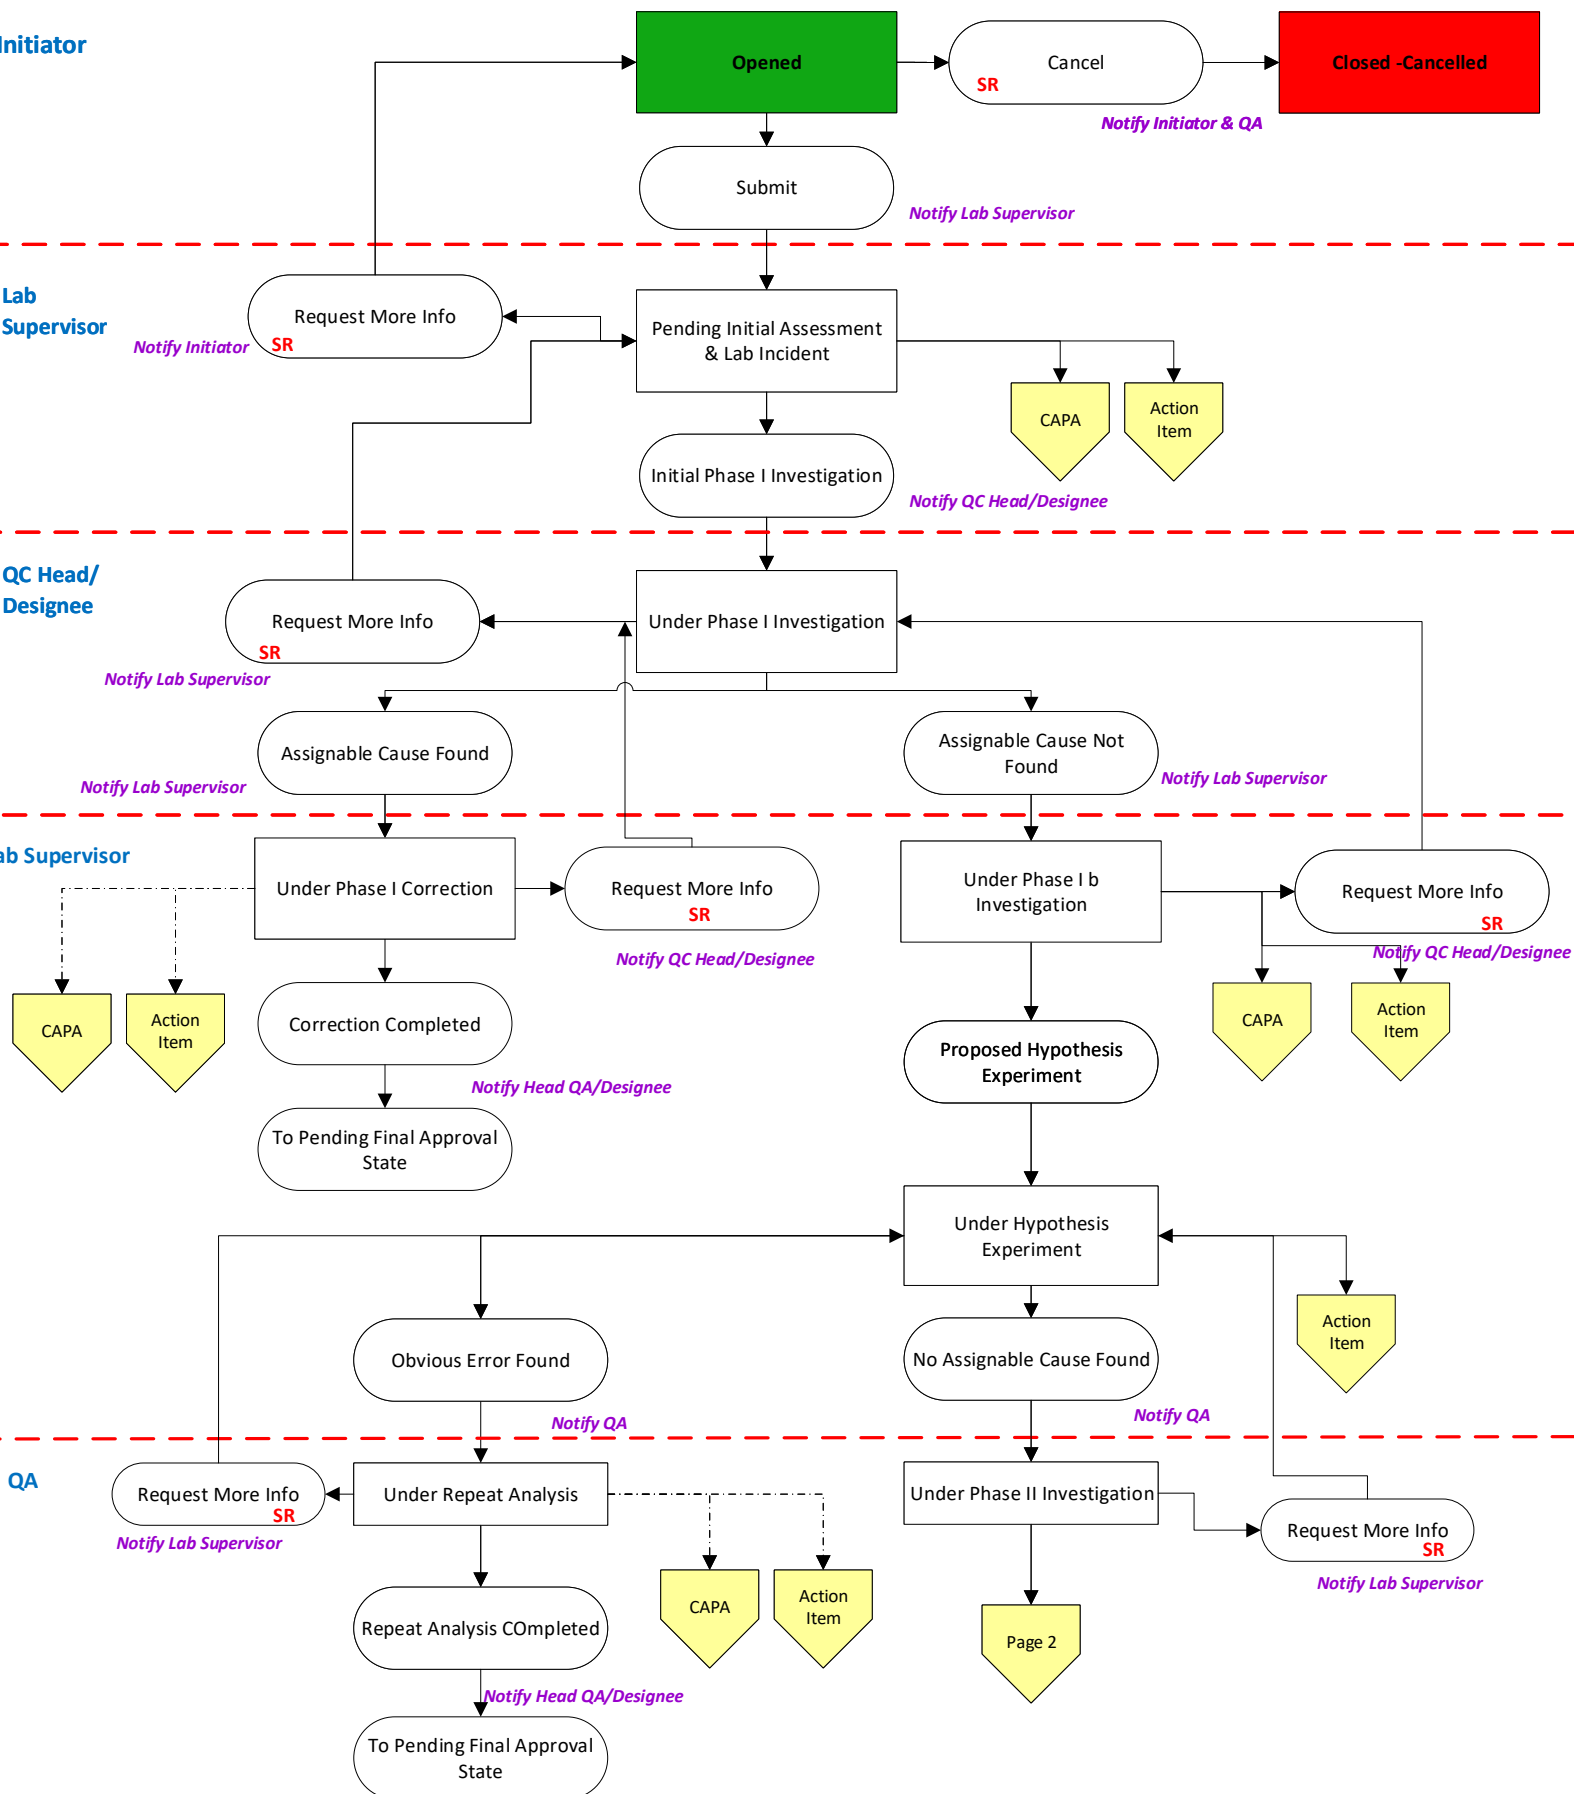 Initiator
Opened
Cancel
SR
Closed -Cancelled
Notify Initiator & QA
Submit
Notify Lab Supervisor
Lab
Supervisor
Request More Info
SR
Notify Initiator
Pending Initial Assessment
& Lab Incident
CAPA
Action
Item
Initial Phase I Investigation
Notify QC Head/Designee
QC Head/
Designee
Request More Info
SR
Notify Lab Supervisor
Under Phase I Investigation
Assignable Cause Found
Notify Lab Supervisor
Assignable Cause Not
Found
Notify Lab Supervisor
ab Supervisor
Under Phase I Correction
Request More Info
SR
Notify QC Head/Designee
Under Phase I b
Investigation
Request More Info
SR
Notify QC Head/Designee
CAPA
Action
Item
Correction Completed
Notify Head QA/Designee
CAPA
Action
Item
Proposed Hypothesis
Experiment
To Pending Final Approval
State
Under Hypothesis
Experiment
Action
Item
Obvious Error Found
Notify QA
No Assignable Cause Found
Notify QA
QA
Request More Info
SR
Notify Lab Supervisor
Under Repeat Analysis
Under Phase II Investigation
Request More Info
SR
Notify Lab Supervisor
CAPA
Action
Item
Repeat Analysis COmpleted
Page 2
Notify Head QA/Designee
To Pending Final Approval
State